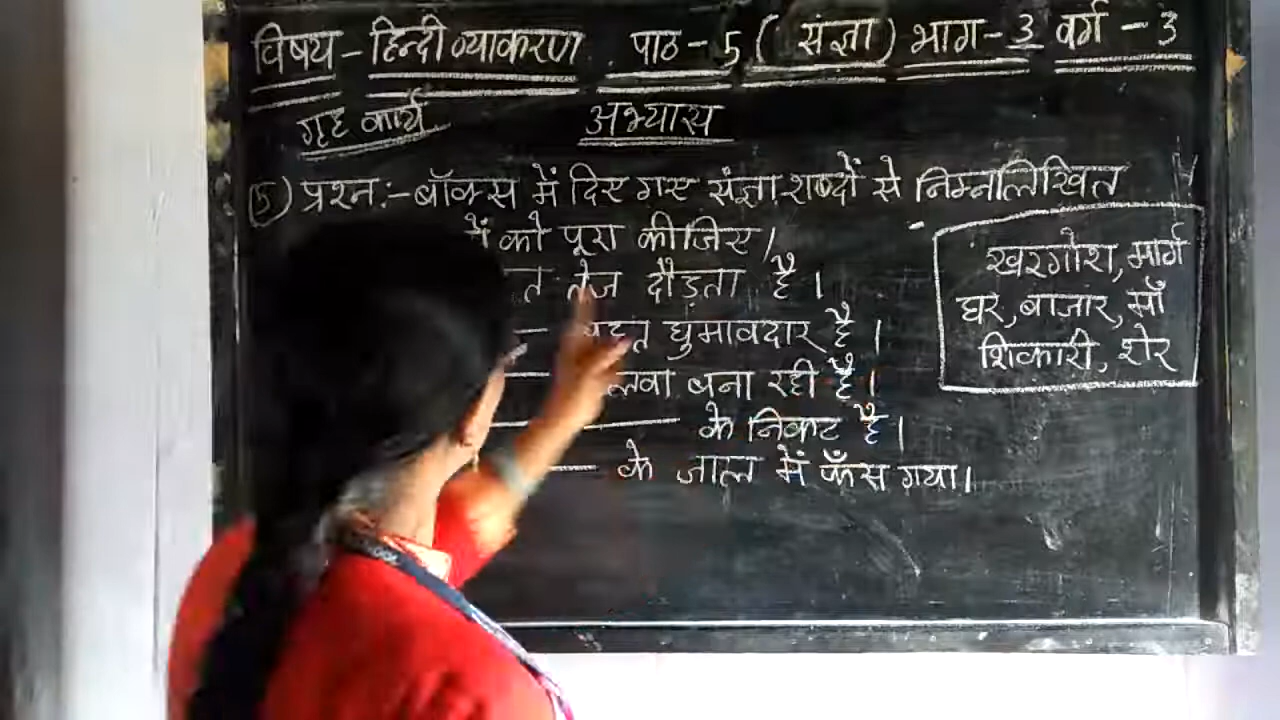 विषय - हिन्दी व्याकरण पाठ - 5 ( संज्ञा ) भाग - 3 वर्ग - 3
गृह कार्य अभ्यास
(5) प्रश्न:- बॉक्स में दिए गए संज्ञा शब्दों से निम्नलिखित
को पूरा कीजिए।
तेज दौड़ता है।
घुमावदार है।
बना रही है।
के निकट है।
के जाल में फँस गया।
खरगोश, मार्ग
घर, बाजार, माँ
शिकारी, शेर